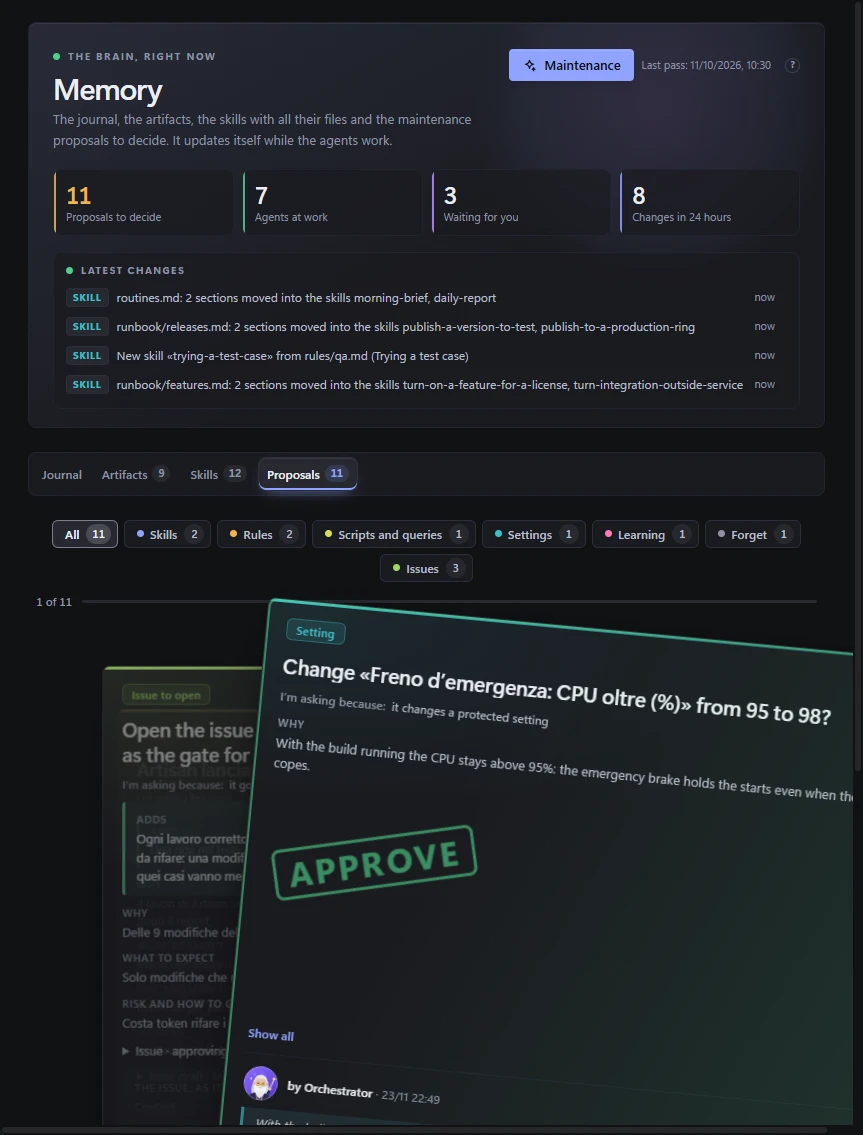 THE BRAIN, RIGHT NOW
Memory
The journal, the artifacts, the skills with all their files and the maintenance
proposals to decide. It updates itself while the agents work.
Maintenance
Last pass: 11/10/2026, 10:30
?
11
Proposals to decide
7
Agents at work
3
Waiting for you
8
Changes in 24 hours
LATEST CHANGES
SKILL routines.md: 2 sections moved into the skills morning-brief, daily-report now
SKILL runbook/releases.md: 2 sections moved into the skills publish-a-version-to-test, publish-to-a-production-ring now
SKILL New skill «trying-a-test-case» from rules/qa.md (Trying a test case) now
SKILL runbook/features.md: 2 sections moved into the skills turn-on-a-feature-for-a-license, turn-integration-outside-service now
Journal Artifacts 9 Skills 12 Proposals 11
All 11 Skills 2 Rules 2 Scripts and queries 1 Settings 1 Learning 1 Forget 1
Issues 3
1 of 11
Setting
Change «Freno d’emergenza: CPU oltre (%)» from 95 to 98?
I'm asking because: it changes a protected setting
WHY
With the build running the CPU stays above 95%: the emergency brake holds the starts even when the
copes.
APPROVE
Show all
by Orchestrator · 23/11 22:49
Issue to open
Open the issue
as the gate for
I'm asking because: it
ADDS
Ogni lavoro corretto
da rifare: una
quei casi vanno
WHY
Delle 9 modifiche
WHAT TO EXPECT
Solo modifiche che
RISK AND HOW TO
Costa token rifare i
Issue - approving